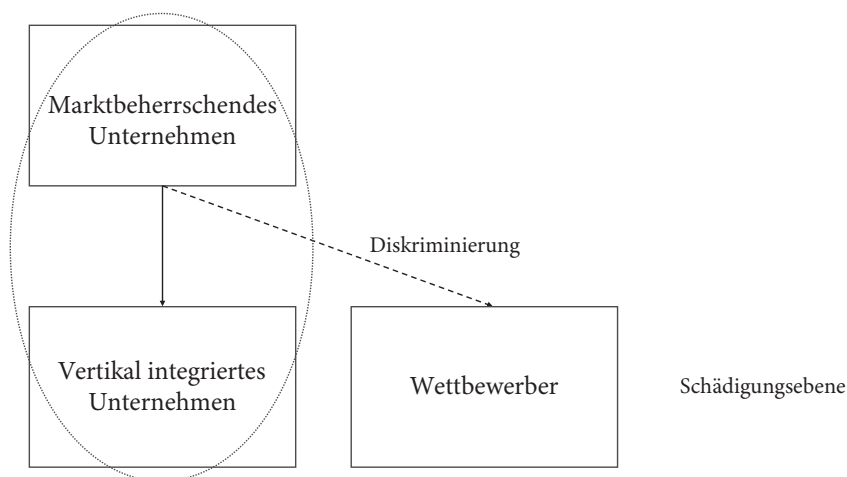 Marktbeherrschendes
Unternehmen
Diskriminierung
Vertikal integriertes
Unternehmen
Wettbewerber
Schädigungsebene